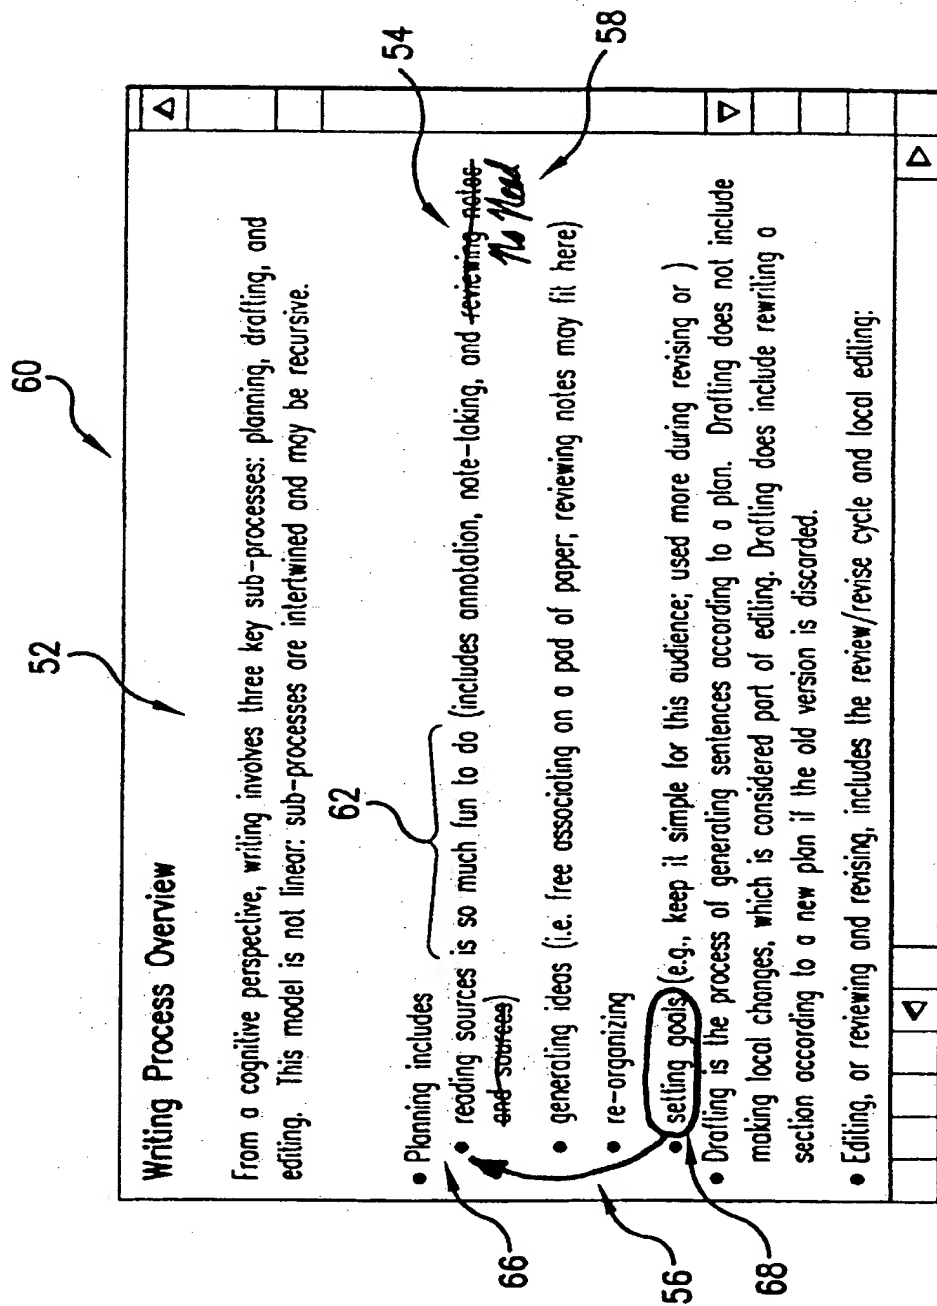 60
52
54
58
62
66
56
68
Writing Process Overview
From a cognitive perspective, writing involves three key sub-processes: planning, drafting, and
editing. This model is not linear: sub-processes are intertwined and may be recursive.
• Planning includes
• reading sources is so much fun to do (includes annotation, note-taking, and reviewing notes
No Need
and sources)
• generating ideas (i.e. free associating on a pad of paper; reviewing notes may fit here)
• re-organizing
• setting goals (e.g., keep it simple for this audience; used more during revising or )
• Drafting is the process of generating sentences according to a plan. Drafting does not include
making local changes, which is considered part of editing. Drafting does include rewriting a
section according to a new plan if the old version is discarded.
• Editing, or reviewing and revising, includes the review/revise cycle and local editing: